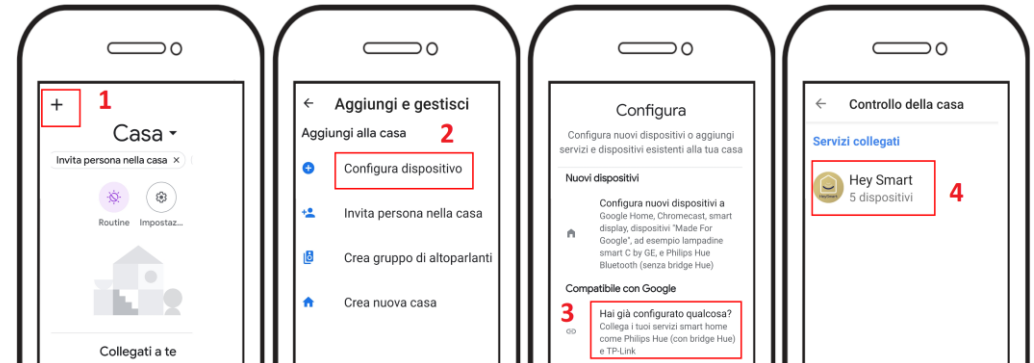 +
1
Casa
Invita persona nella casa ×
Routine
Impostaz...
Collegati a te
Aggiungi e gestisci
Aggiungi alla casa
2
Configura dispositivo
Invita persona nella casa
Crea gruppo di altoparlanti
Crea nuova casa
Configura
Configura nuovi dispositivi o aggiungi
servizi e dispositivi esistenti alla tua casa
Nuovi dispositivi
Configura nuovi dispositivi a
Google Home, Chromecast, smart
display, dispositivi "Made For
Google", ad esempio lampadine
smart C by GE, e Philips Hue
Bluetooth (senza bridge Hue)
Compatibile con Google
3
Hai già configurato qualcosa?
Collega i tuoi servizi smart home
come Philips Hue (con bridge Hue)
e TP-Link
Controllo della casa
Servizi collegati
Hey Smart
5 dispositivi
4